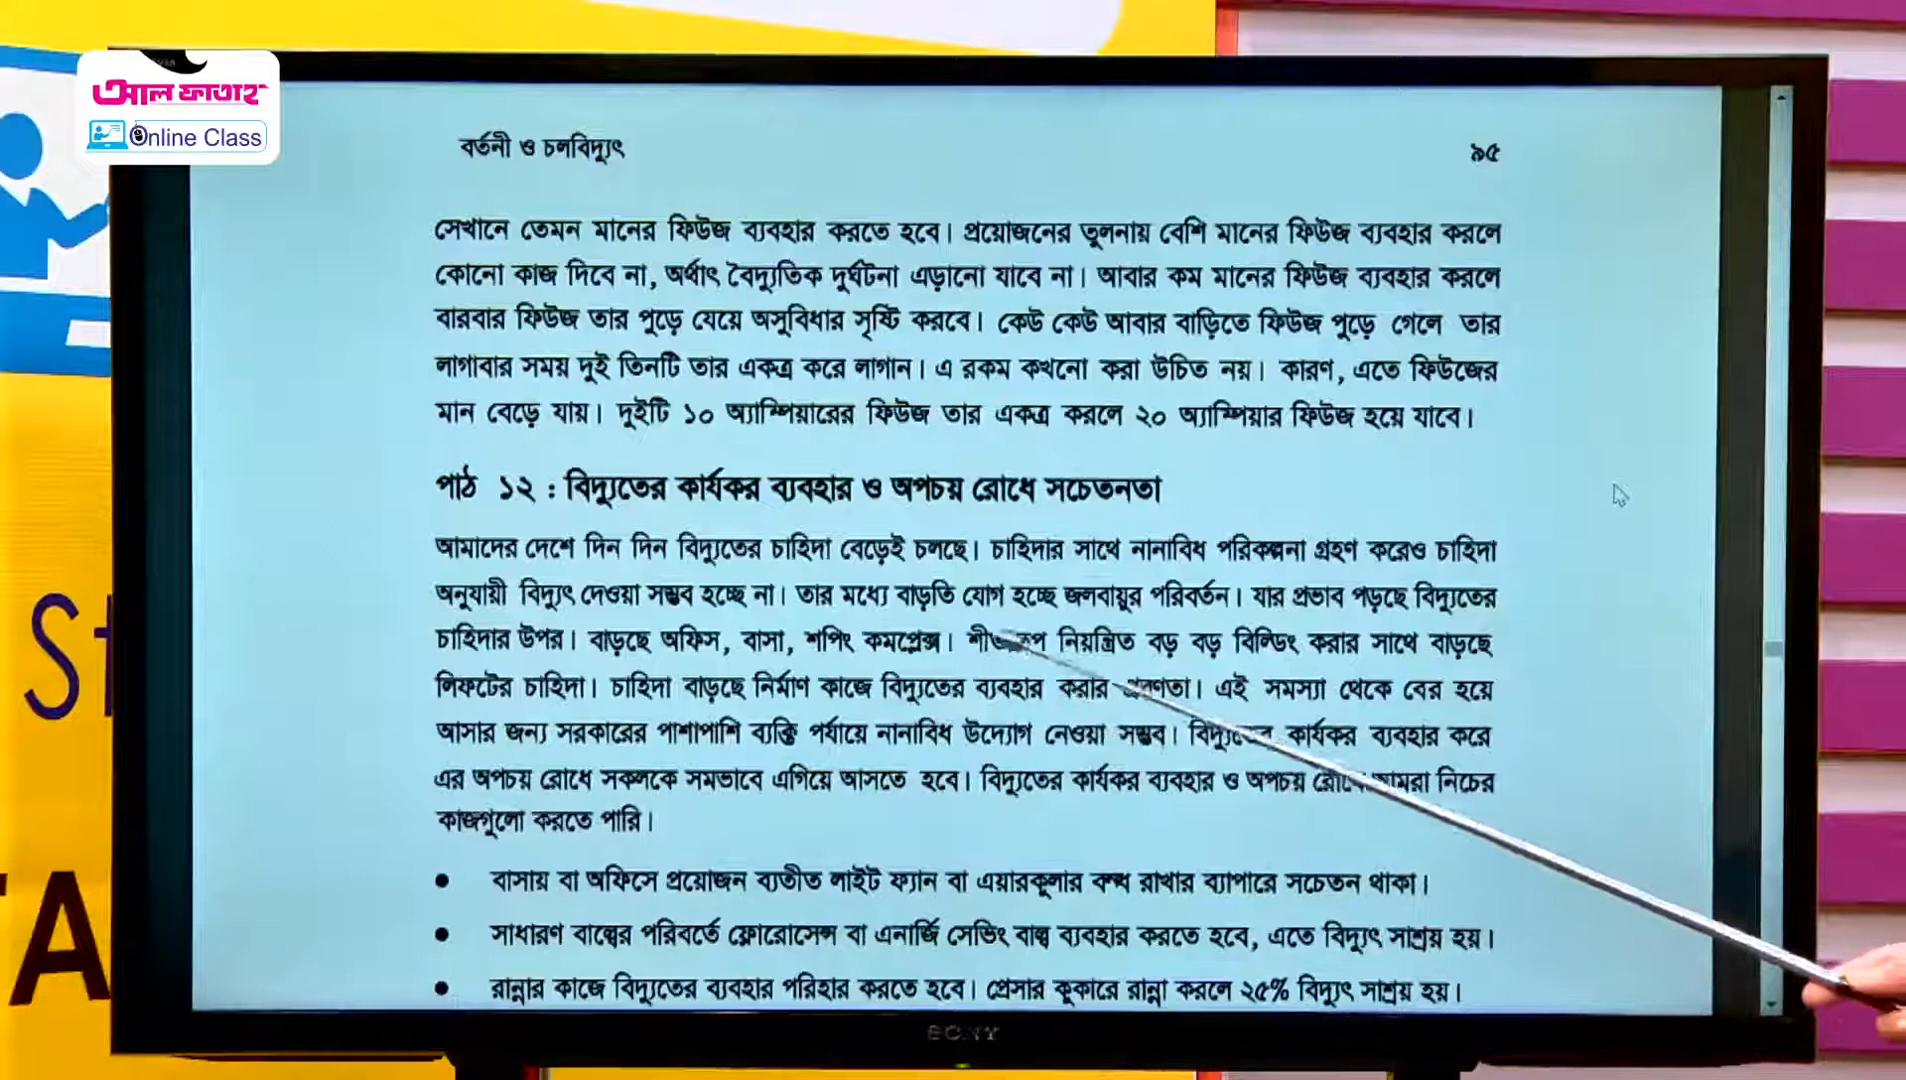 আল ফাতাহ
Online Class
বর্তনী ও চলবিদ্যুৎ ৯৫
সেখানে তেমন মানের ফিউজ ব্যবহার করতে হবে। প্রয়োজনের তুলনায় বেশি মানের ফিউজ ব্যবহার করলে
কোনো কাজ দিবে না, অর্থাৎ বৈদ্যুতিক দুর্ঘটনা এড়ানো যাবে না। আবার কম মানের ফিউজ ব্যবহার করলে
বারবার ফিউজ তার পুড়ে যেয়ে অসুবিধার সৃষ্টি করবে। কেউ কেউ আবার বাড়িতে ফিউজ পুড়ে গেলে তার
লাগাবার সময় দুই তিনটি তার একত্র করে লাগান। এ রকম কখনো করা উচিত নয়। কারণ, এতে ফিউজের
মান বেড়ে যায়। দুইটি ১০ অ্যাম্পিয়ারের ফিউজ তার একত্র করলে ২০ অ্যাম্পিয়ার ফিউজ হয়ে যাবে।
পাঠ ১২ : বিদ্যুতের কার্যকর ব্যবহার ও অপচয় রোধে সচেতনতা
আমাদের দেশে দিন দিন বিদ্যুতের চাহিদা বেড়েই চলছে। চাহিদার সাথে নানাবিধ পরিকল্পনা গ্রহণ করেও চাহিদা
অনুযায়ী বিদ্যুৎ দেওয়া সম্ভব হচ্ছে না। তার মধ্যে বাড়তি যোগ হচ্ছে জলবায়ুর পরিবর্তন। যার প্রভাব পড়ছে বিদ্যুতের
চাহিদার উপর। বাড়ছে অফিস, বাসা, শপিং কমপ্লেক্স। নিয়ন্ত্রিত বড় বড় বিল্ডিং করার সাথে বাড়ছে
লিফটের চাহিদা। চাহিদা বাড়ছে নির্মাণ কাজে বিদ্যুতের ব্যবহার করার প্রবণতা। এই সমস্যা থেকে বের হয়ে
আসার জন্য সরকারের পাশাপাশি ব্যক্তি পর্যায়ে নানাবিধ উদ্যোগ নেওয়া সম্ভব। বিদ্যুতের কার্যকর ব্যবহার করে
এর অপচয় রোধে সকলকে সমভাবে এগিয়ে আসতে হবে। বিদ্যুতের কার্যকর ব্যবহার ও অপচয় রোধে আমরা নিচের
কাজগুলো করতে পারি।
• বাসায় বা অফিসে প্রয়োজন ব্যতীত লাইট ফ্যান বা এয়ারকুলার বন্ধ রাখার ব্যাপারে সচেতন থাকা।
• সাধারণ বাল্বের পরিবর্তে ফ্লোরোসেন্স বা এনার্জি সেভিং বাল্ব ব্যবহার করতে হবে, এতে বিদ্যুৎ সাশ্রয় হয়।
• রান্নার কাজে বিদ্যুতের ব্যবহার পরিহার করতে হবে। প্রেসার কুকারে রান্না করলে ২৫% বিদ্যুৎ সাশ্রয় হয়।
SONY